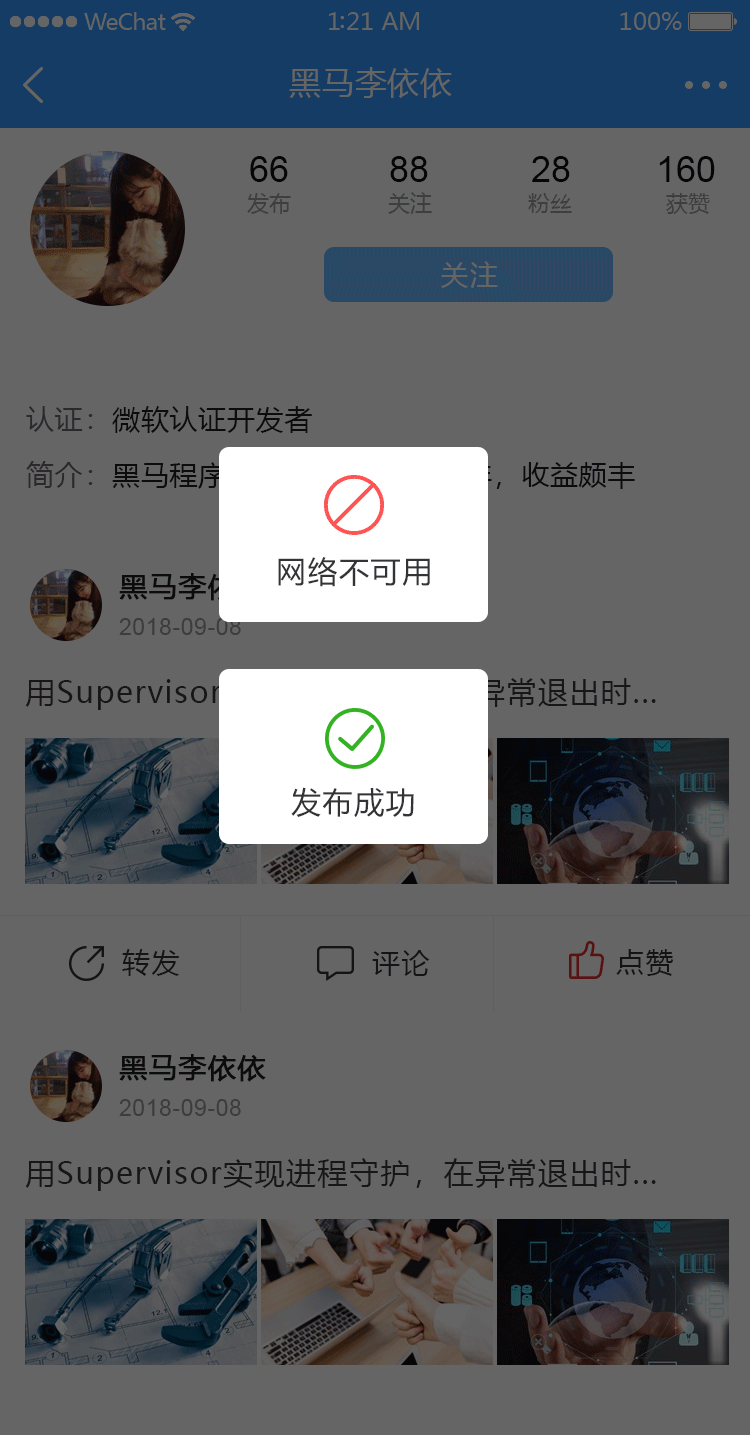 WeChat 1:21 AM 100%
黑马李依依
66 88 28 160
发布 关注 粉丝 获赞
关注
认证：微软认证开发者
简介：黑马程序
，收益颇丰
网络不可用
黑马李依
2018-09-08
用Supervisor
异常退出时...
发布成功
转发 评论 点赞
黑马李依依
2018-09-08
用Supervisor实现进程守护，在异常退出时...